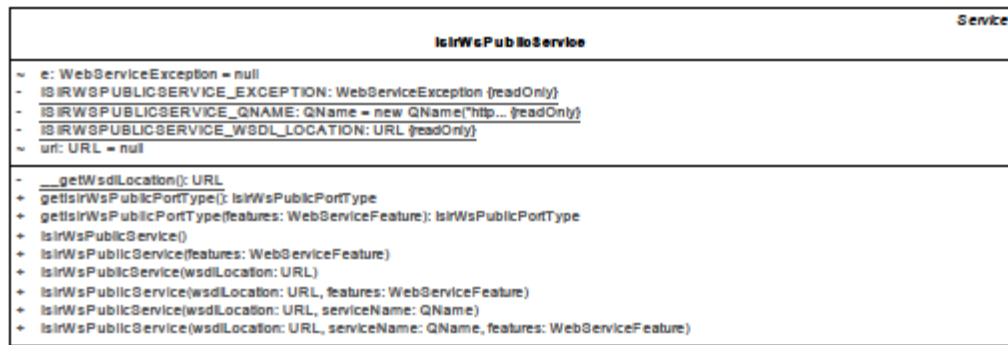 Service
IsirWsPublicService
~ e: WebServiceException = null
- ISIRWSPUBLICSERVICE_EXCEPTION: WebServiceException {readOnly}
- ISIRWSPUBLICSERVICE_QNAME: QName = new QName("http... {readOnly}
- ISIRWSPUBLICSERVICE_WSDL_LOCATION: URL {readOnly}
~ url: URL = null
- __getWsdlLocation(): URL
+ getIsirWsPublicPortType(): IsirWsPublicPortType
+ getIsirWsPublicPortType(features: WebServiceFeature): IsirWsPublicPortType
+ IsirWsPublicService()
+ IsirWsPublicService(features: WebServiceFeature)
+ IsirWsPublicService(wsdlLocation: URL)
+ IsirWsPublicService(wsdlLocation: URL, features: WebServiceFeature)
+ IsirWsPublicService(wsdlLocation: URL, serviceName: QName)
+ IsirWsPublicService(wsdlLocation: URL, serviceName: QName, features: WebServiceFeature)